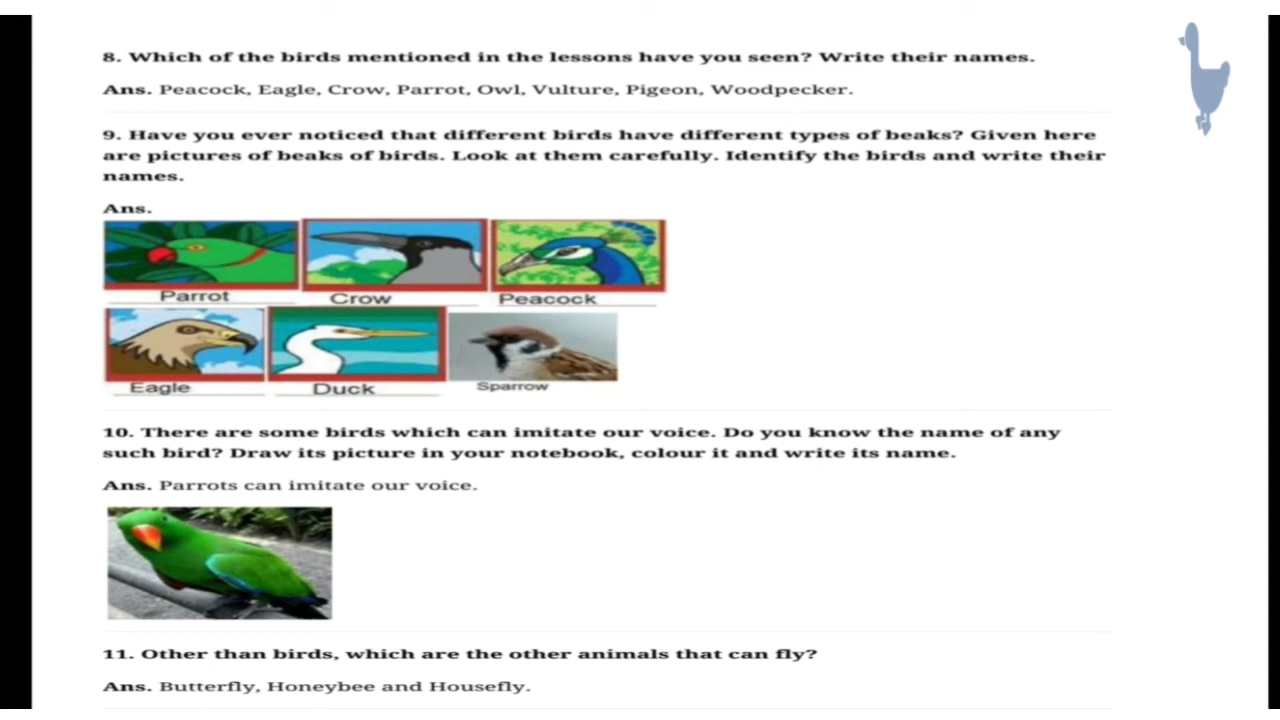 8. Which of the birds mentioned in the lessons have you seen? Write their names.
Ans. Peacock, Eagle, Crow, Parrot, Owl, Vulture, Pigeon, Woodpecker.
9. Have you ever noticed that different birds have different types of beaks? Given here
are pictures of beaks of birds. Look at them carefully. Identify the birds and write their
names.
Ans.
Parrot Crow Peacock
Eagle Duck Sparrow
10. There are some birds which can imitate our voice. Do you know the name of any
such bird? Draw its picture in your notebook, colour it and write its name.
Ans. Parrots can imitate our voice.
11. Other than birds, which are the other animals that can fly?
Ans. Butterfly, Honeybee and Housefly.